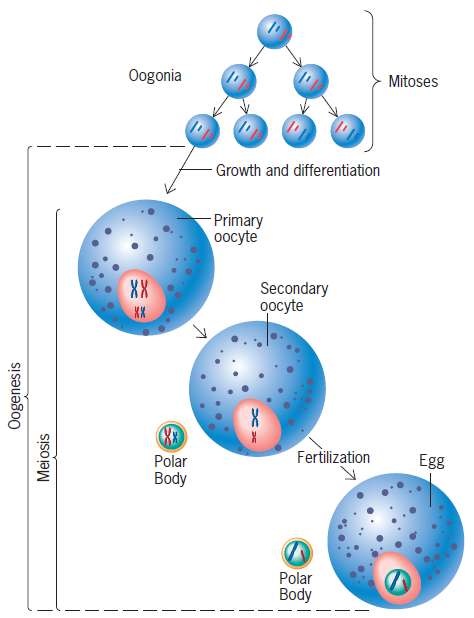 Oogonia
Mitoses
Growth and differentiation
Primary
oocyte
Secondary
oocyte
Oogenesis
Meiosis
Polar
Body
Fertilization
Egg
Polar
Body